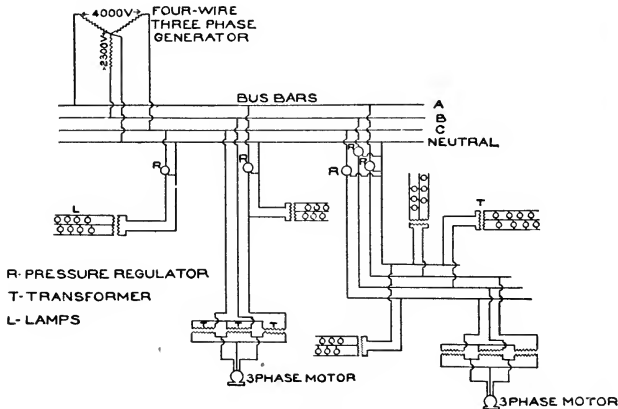 4000V
FOUR-WIRE
THREE PHASE
GENERATOR
2300V
BUS BARS
A
B
C
NEUTRAL
R
R
R
R
R
L
T
R-PRESSURE REGULATOR
T-TRANSFORMER
L-LAMPS
T T T
3PHASE MOTOR
3PHASE MOTOR